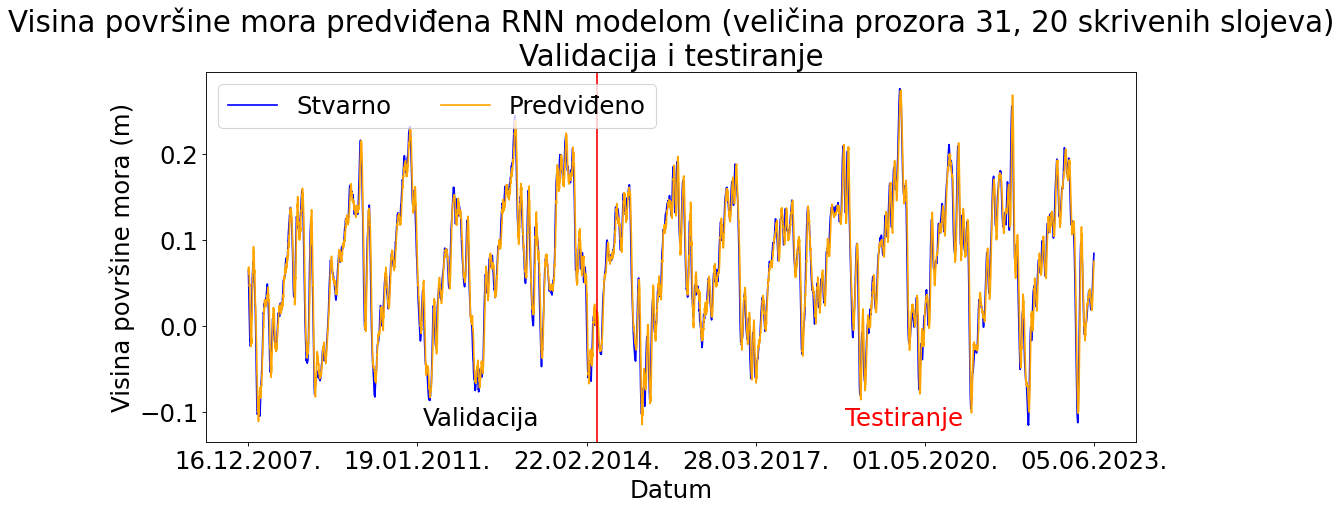 Visina površine mora predviđena RNN modelom (veličina prozora 31, 20 skrivenih slojeva)
Validacija i testiranje
Stvarno
Predviđeno
Visina površine mora (m)
0.2
0.1
0.0
−0.1
Validacija
Testiranje
16.12.2007.
19.01.2011.
22.02.2014.
28.03.2017.
01.05.2020.
05.06.2023.
Datum